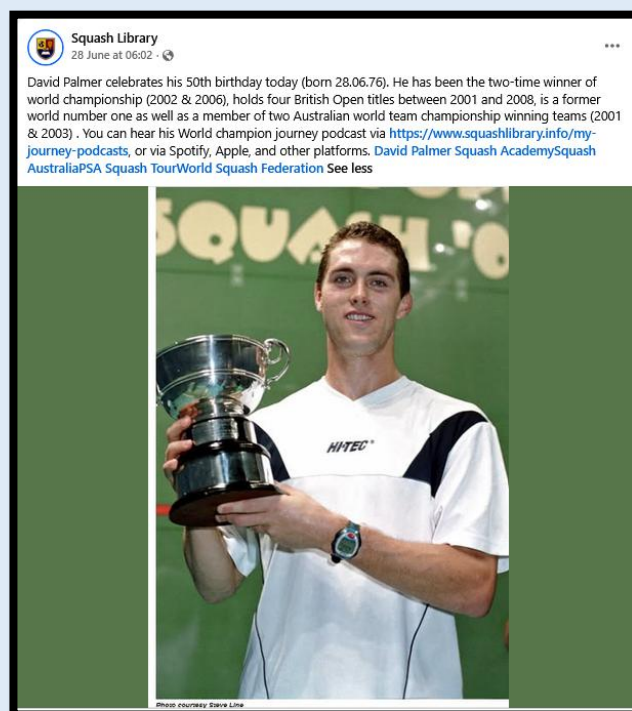 Squash Library
28 June at 06:02 ·
David Palmer celebrates his 50th birthday today (born 28.06.76). He has been the two-time winner of
world championship (2002 & 2006), holds four British Open titles between 2001 and 2008, is a former
world number one as well as a member of two Australian world team championship winning teams (2001
& 2003) . You can hear his World champion journey podcast via https://www.squashlibrary.info/my-
journey-podcasts, or via Spotify, Apple, and other platforms. David Palmer Squash AcademySquash
AustraliaPSA Squash TourWorld Squash Federation See less
SQUASH '0
HI-TEC
Photo courtesy Steve Line